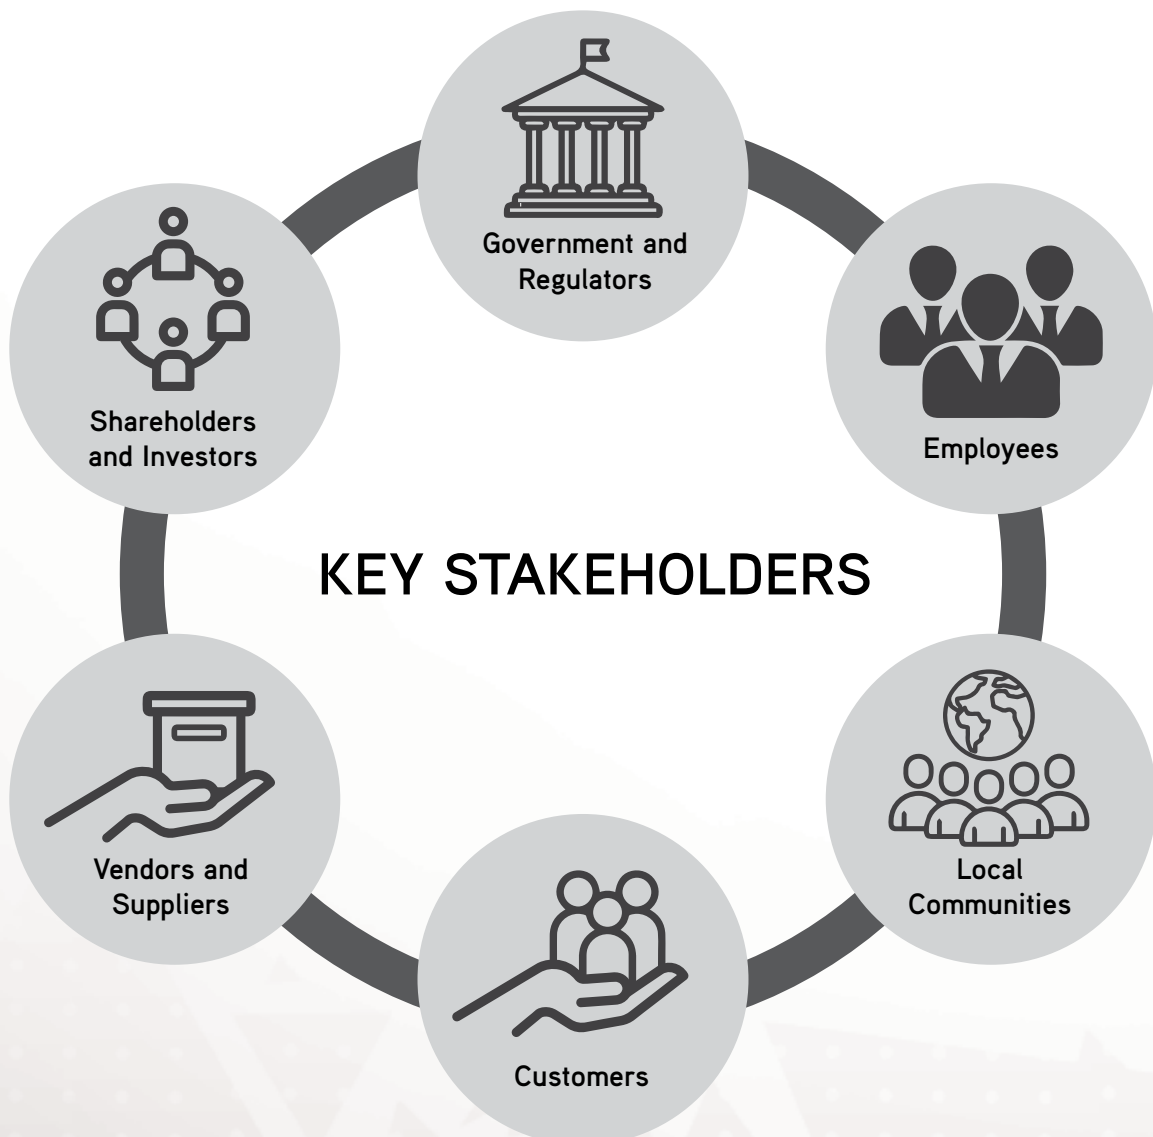 Government and
Regulators
Employees
Shareholders
and Investors
KEY STAKEHOLDERS
Local
Communities
Vendors and
Suppliers
Customers